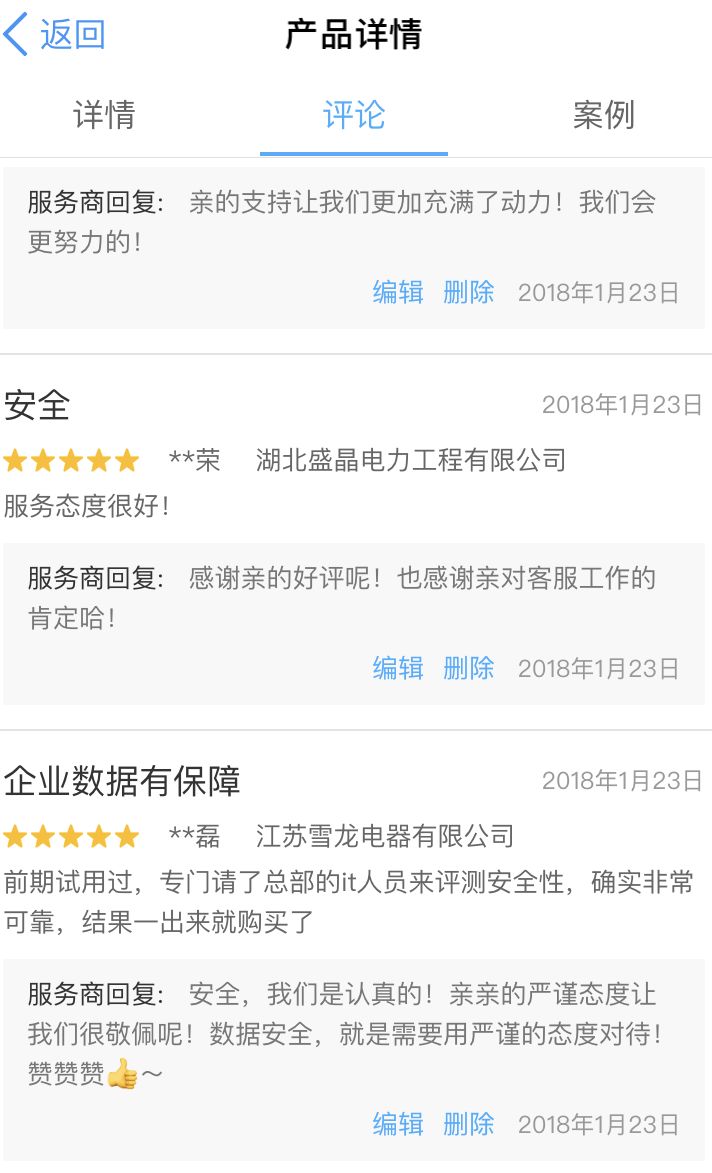 返回
产品详情
详情
评论
案例
服务商回复: 亲的支持让我们更加充满了动力！我们会
更努力的！
编辑 删除 2018年1月23日
安全
2018年1月23日
**荣 湖北盛晶电力工程有限公司
服务态度很好！
服务商回复: 感谢亲的好评呢！也感谢亲对客服工作的
肯定哈！
编辑 删除 2018年1月23日
企业数据有保障
2018年1月23日
**磊 江苏雪龙电器有限公司
前期试用过，专门请了总部的it人员来评测安全性，确实非常
可靠，结果一出来就购买了
服务商回复: 安全，我们是认真的！亲亲的严谨态度让
我们很敬佩呢！数据安全，就是需要用严谨的态度对待！
赞赞赞👍～
编辑 删除 2018年1月23日